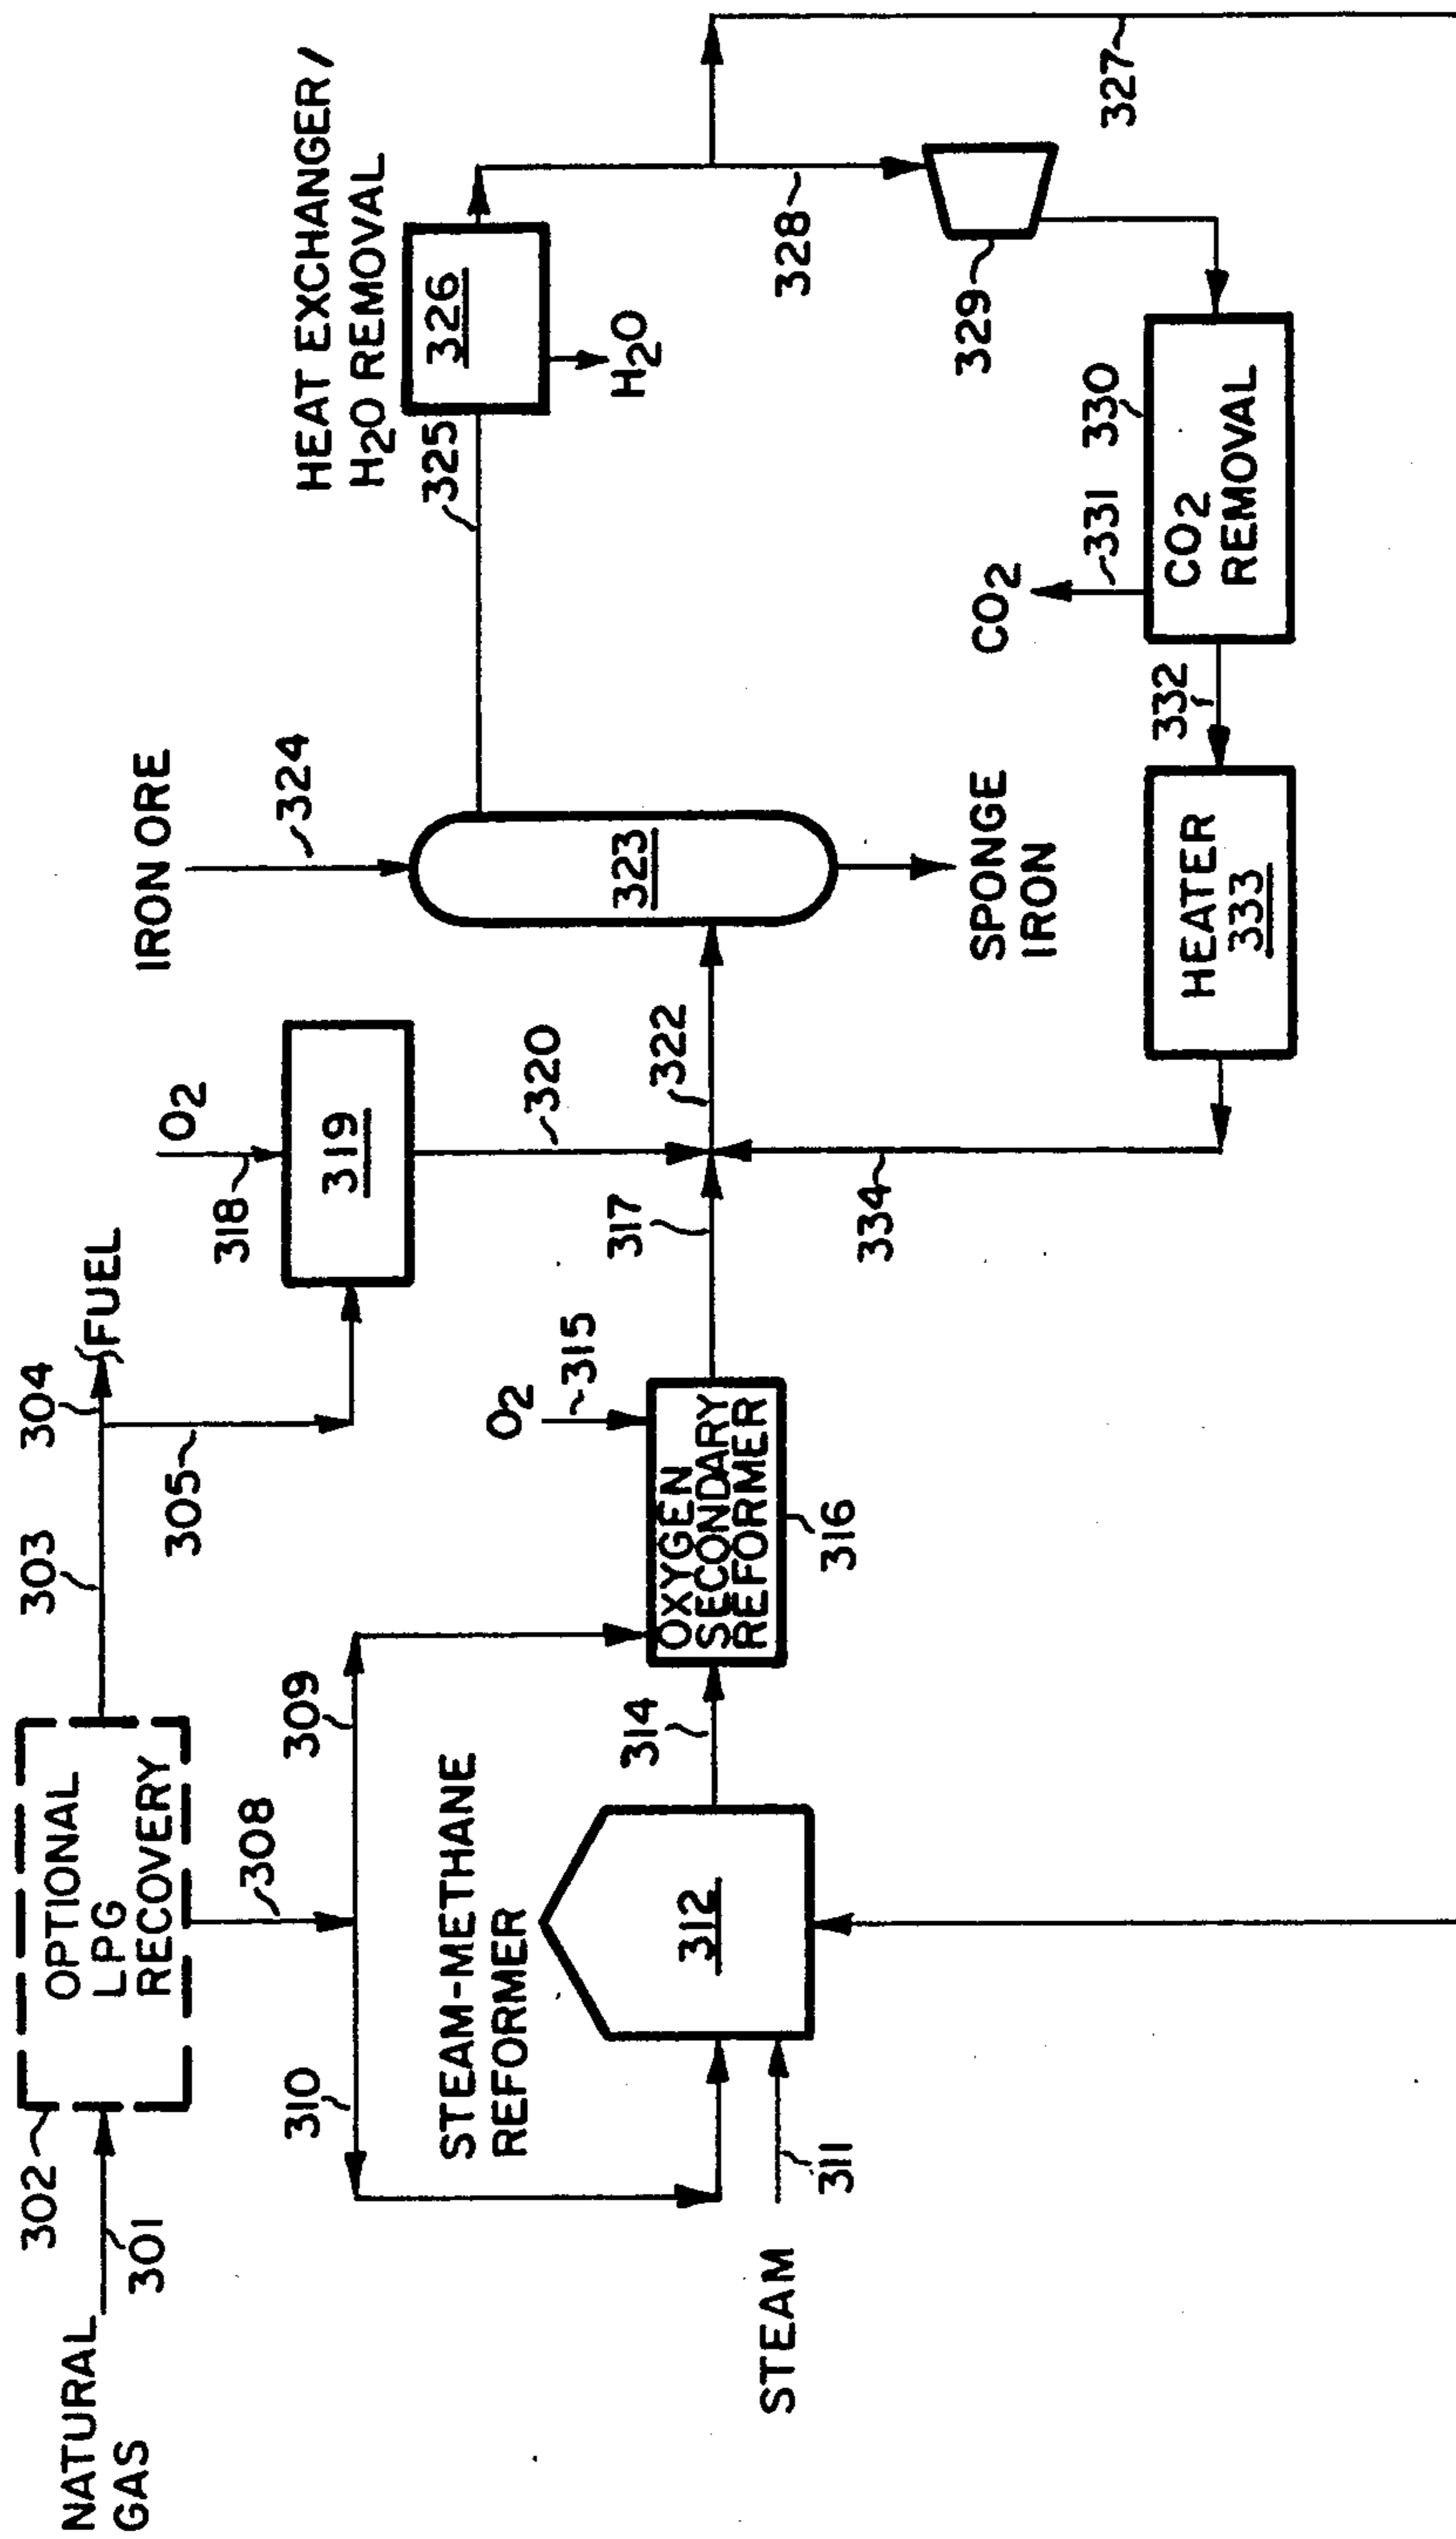 NATURAL
GAS
301
302
OPTIONAL
LPG
RECOVERY
303
304
FUEL
305
308
309
310
STEAM-METHANE
REFORMER
312
STEAM
311
314
O2
315
OXYGEN
SECONDARY
REFORMER
316
317
O2
318
319
320
322
IRON ORE
324
323
SPONGE
IRON
325
HEAT EXCHANGER/
H2O REMOVAL
326
H2O
327
328
329
330
CO2
REMOVAL
CO2
331
332
HEATER
333
334